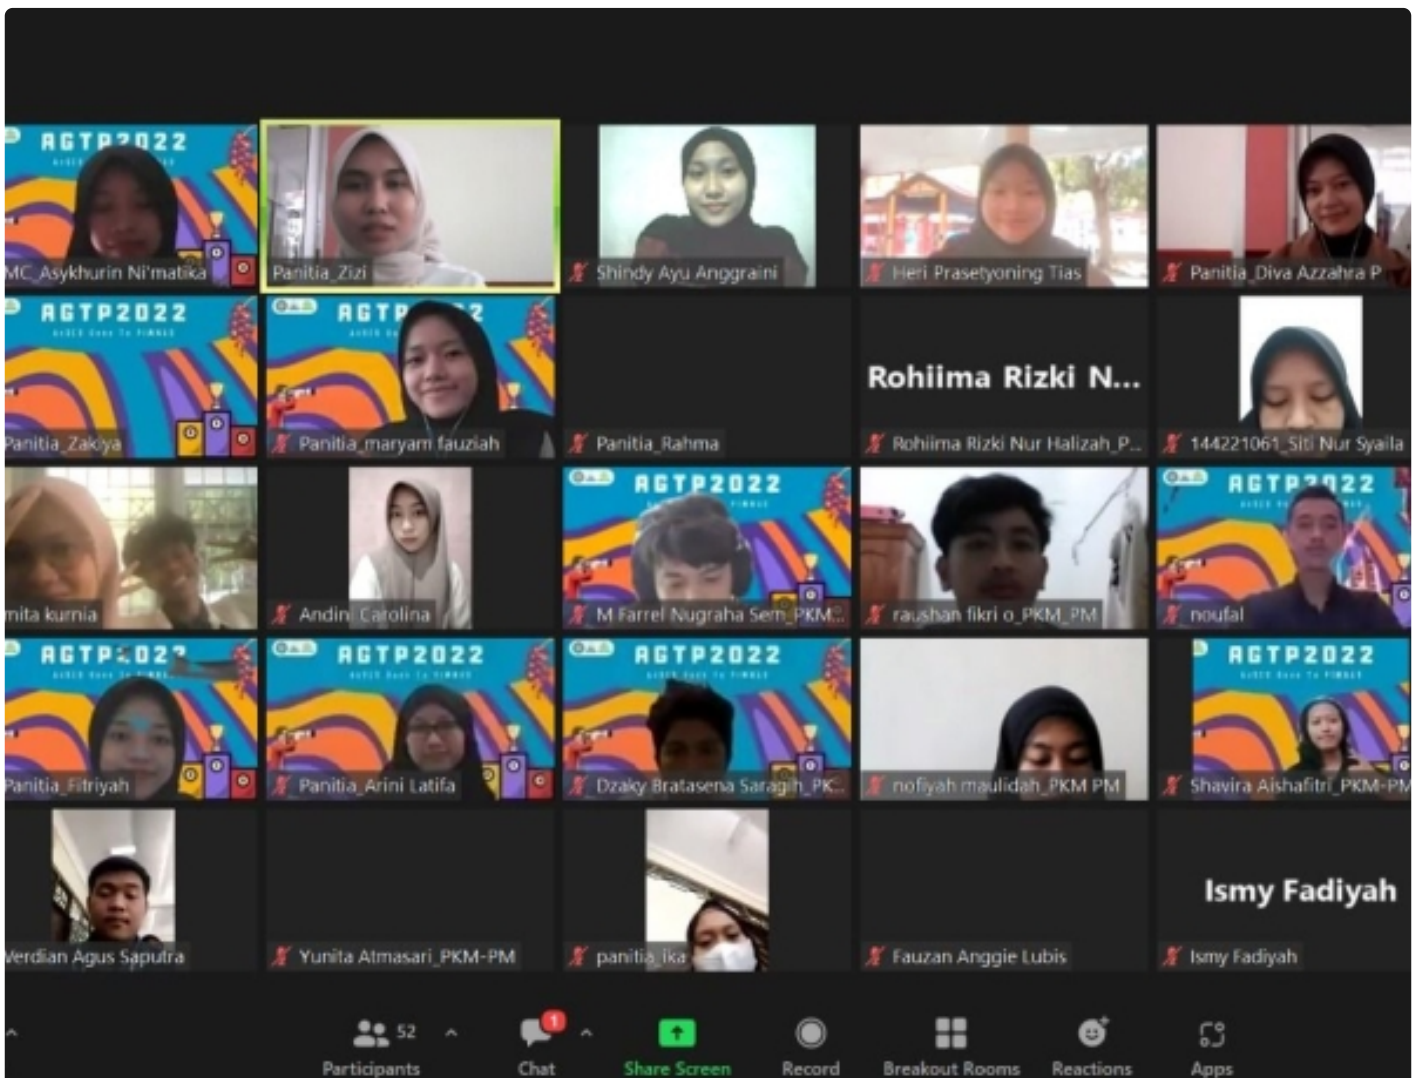 AGTP2022
MC_Asykhurin Ni'matika
Panitia_Zizi
Shindy Ayu Anggraini
Heri Prasetyoning Tias
Panitia_Diva Azzahra P
AGTP2022
Panitia_Zakiya
AGTP
Panitia_maryam fauziah
Panitia_Rahma
Rohiima Rizki N...
Rohiima Rizki Nur Halizah_P...
144221061_Siti Nur Syaila
mita kurnia
Andini Carolina
AGTP2022
M Farrel Nugraha Sem_PKM...
raushan fikri o_PKM_PM
AGTP2022
noufal
AGTP2022
Panitia_Fitriyah
AGTP2022
Panitia_Arini Latifa
AGTP2022
Dzaky Bratasena Saragih_PK...
nofiyah maulidah_PKM PM
AGTP2022
Shavira Aishafitri_PKM-PM
Verdian Agus Saputra
Yunita Atmasari_PKM-PM
panitia_ika
Fauzan Anggie Lubis
Ismy Fadiyah
Ismy Fadiyah
52
1
Participants
Chat
Share Screen
Record
Breakout Rooms
Reactions
Apps